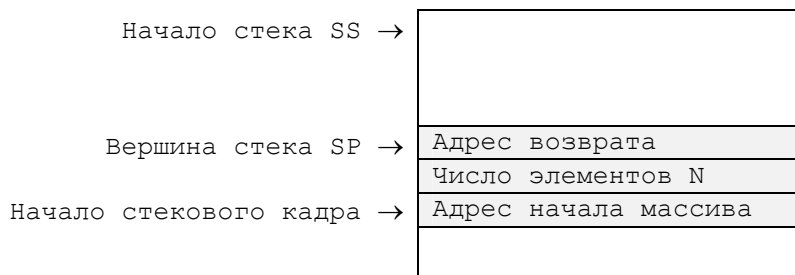 Начало стека SS →
Вершина стека SP → Адрес возврата
Число элементов N
Начало стекового кадра → Адрес начала массива